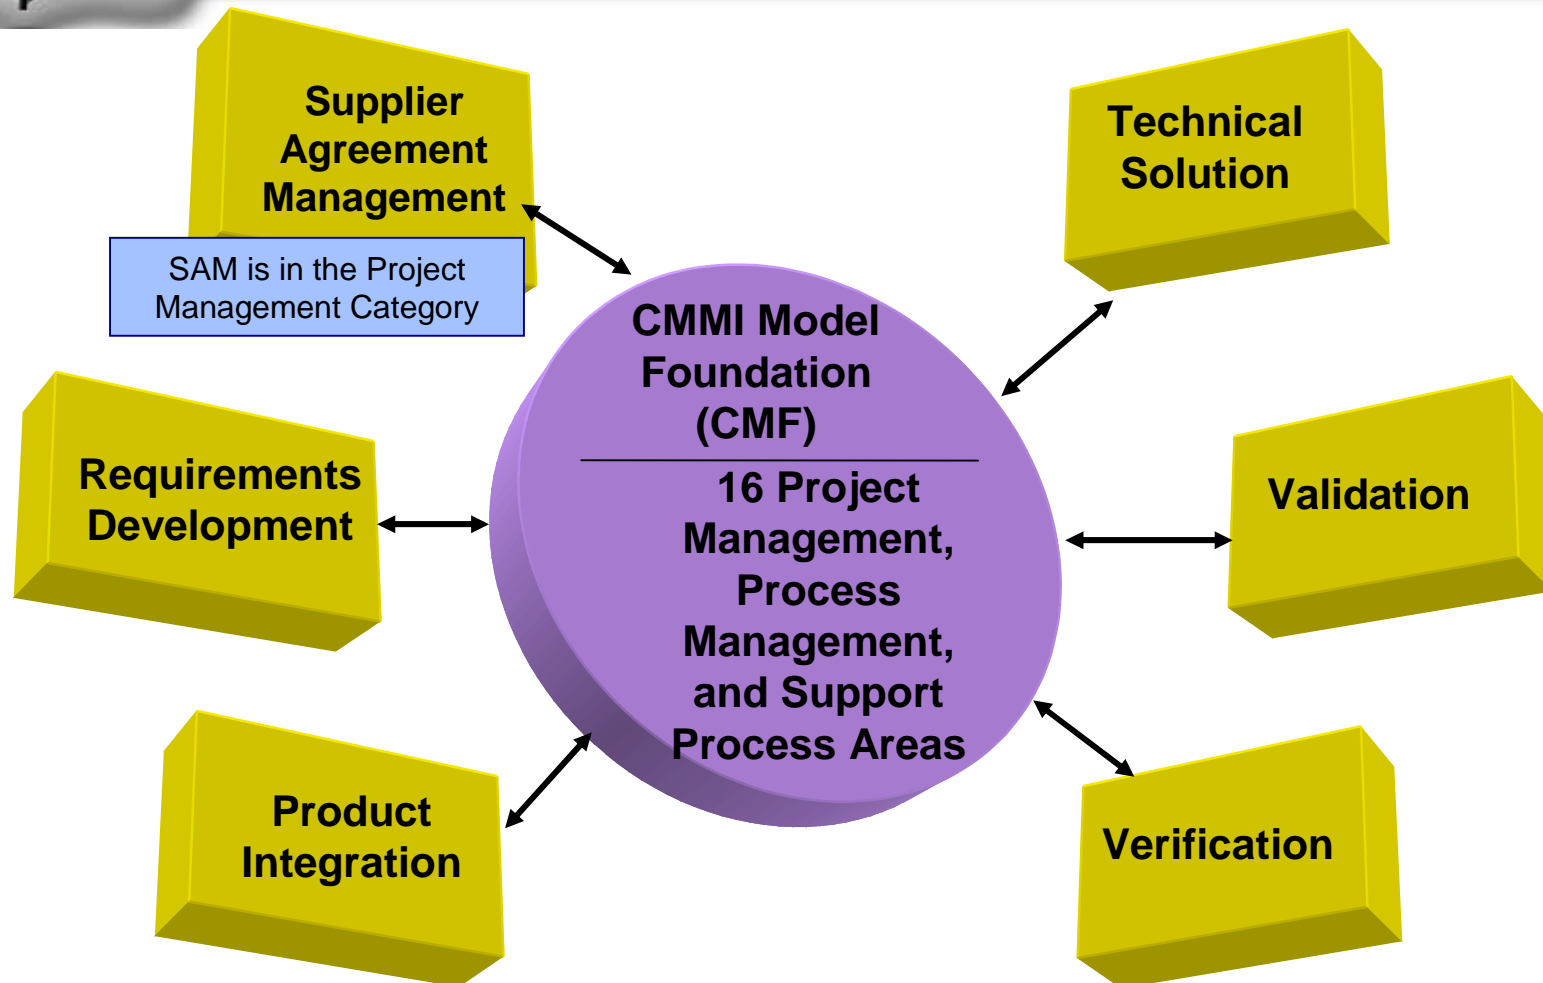 Supplier
Agreement
Management
SAM is in the Project
Management Category
Technical
Solution
CMMI Model
Foundation
(CMF)
16 Project
Management,
Process
Management,
and Support
Process Areas
Requirements
Development
Validation
Product
Integration
Verification